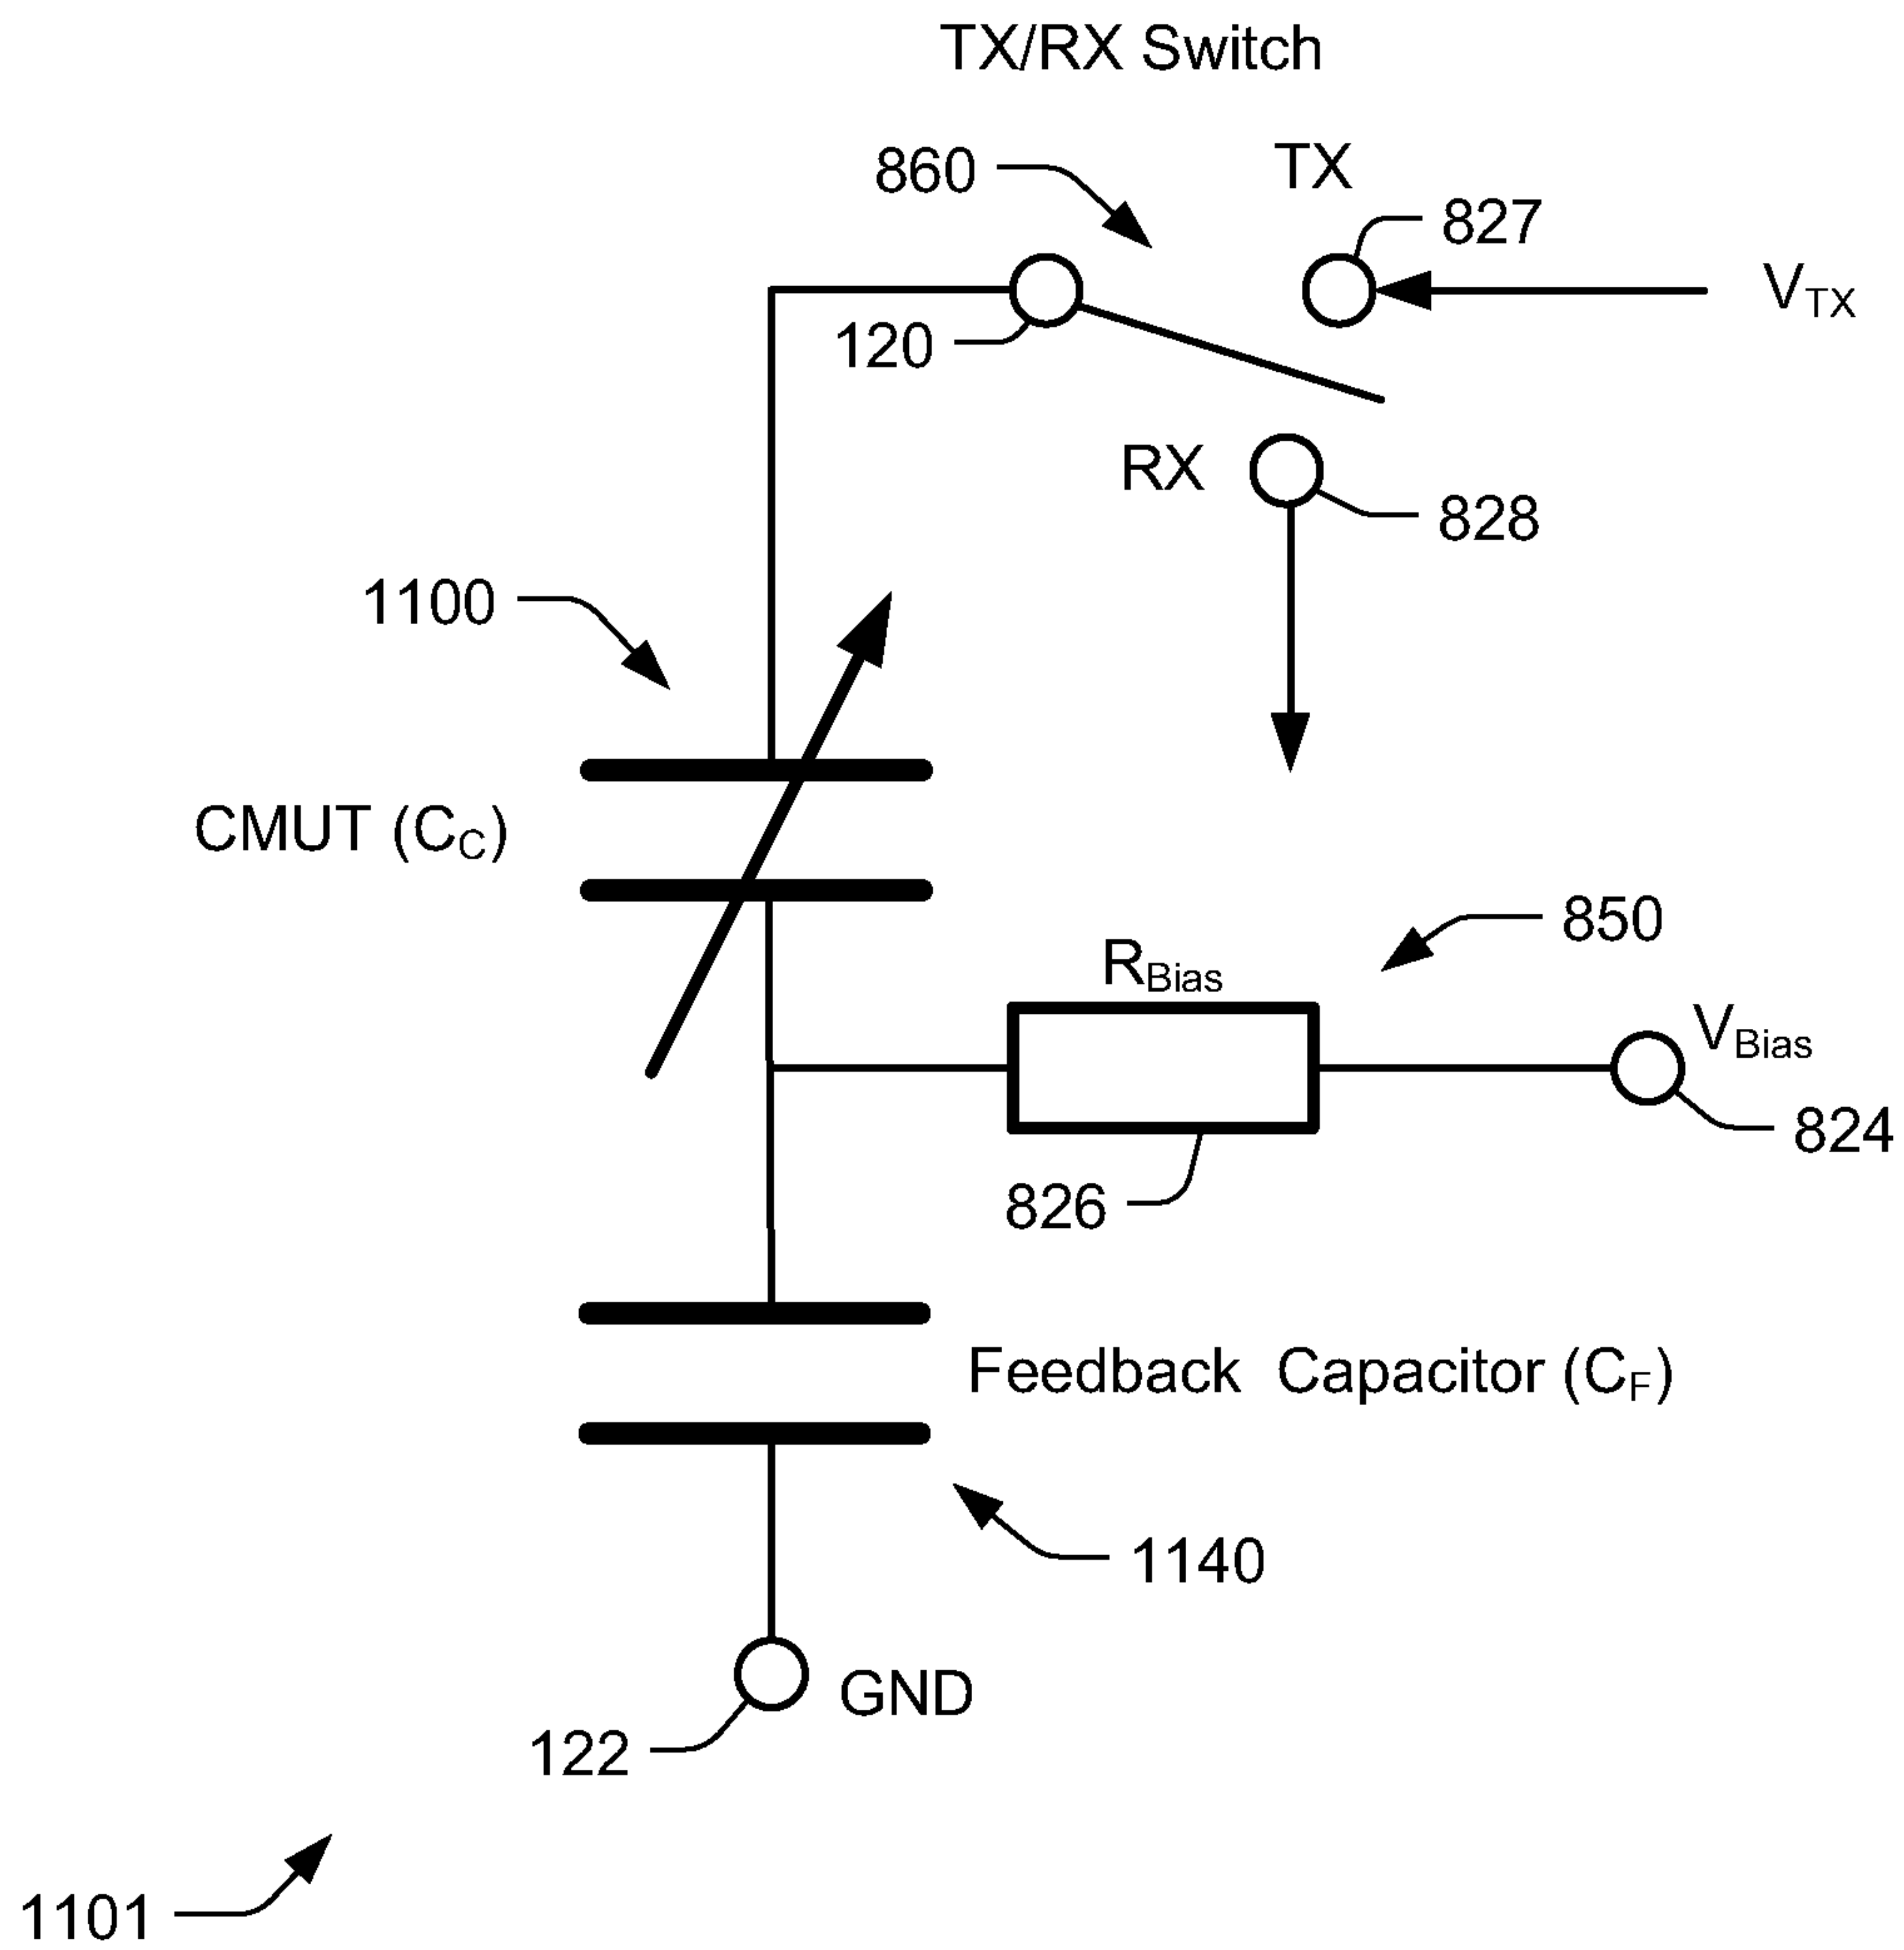 TX/RX Switch
860
TX
827
VTX
120
RX
828
1100
CMUT (CC)
850
RBias
VBias
824
826
Feedback Capacitor (CF)
1140
GND
122
1101